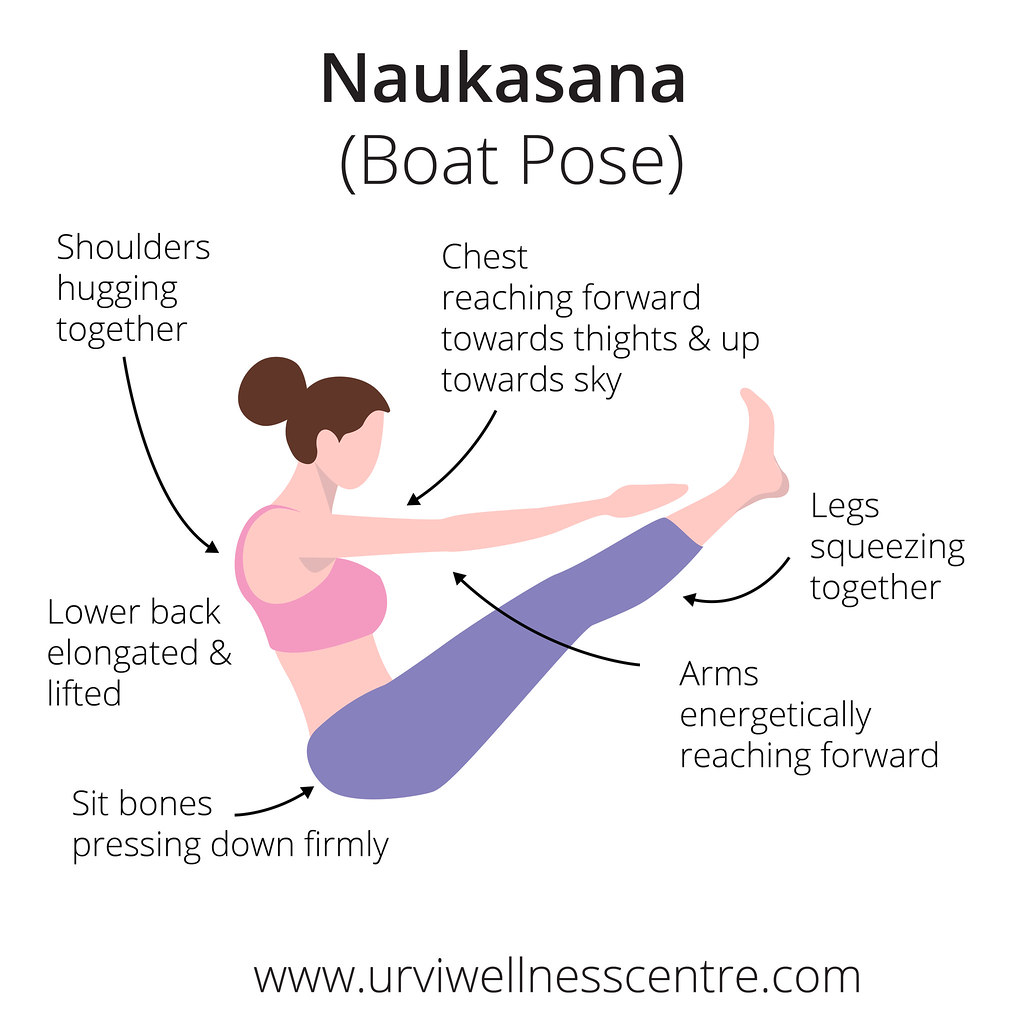 Naukasana
(Boat Pose)
Shoulders
hugging
together
Chest
reaching forward
towards thights & up
towards sky
Legs
squeezing
together
Lower back
elongated &
lifted
Arms
energetically
reaching forward
Sit bones
pressing down firmly
www.urviwellnesscentre.com